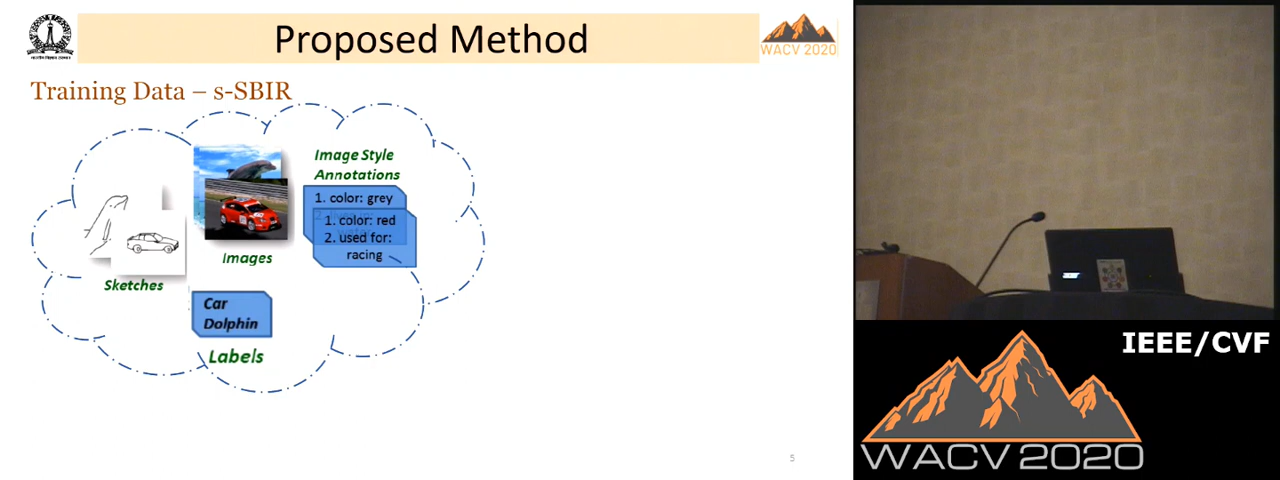 Proposed Method
WACV 2020
Training Data – s-SBIR
Image Style
Annotations
1. color: grey
1. color: red
2. used for:
racing
Images
Sketches
Car
Dolphin
Labels
5
IEEE/CVF
WACV 2020